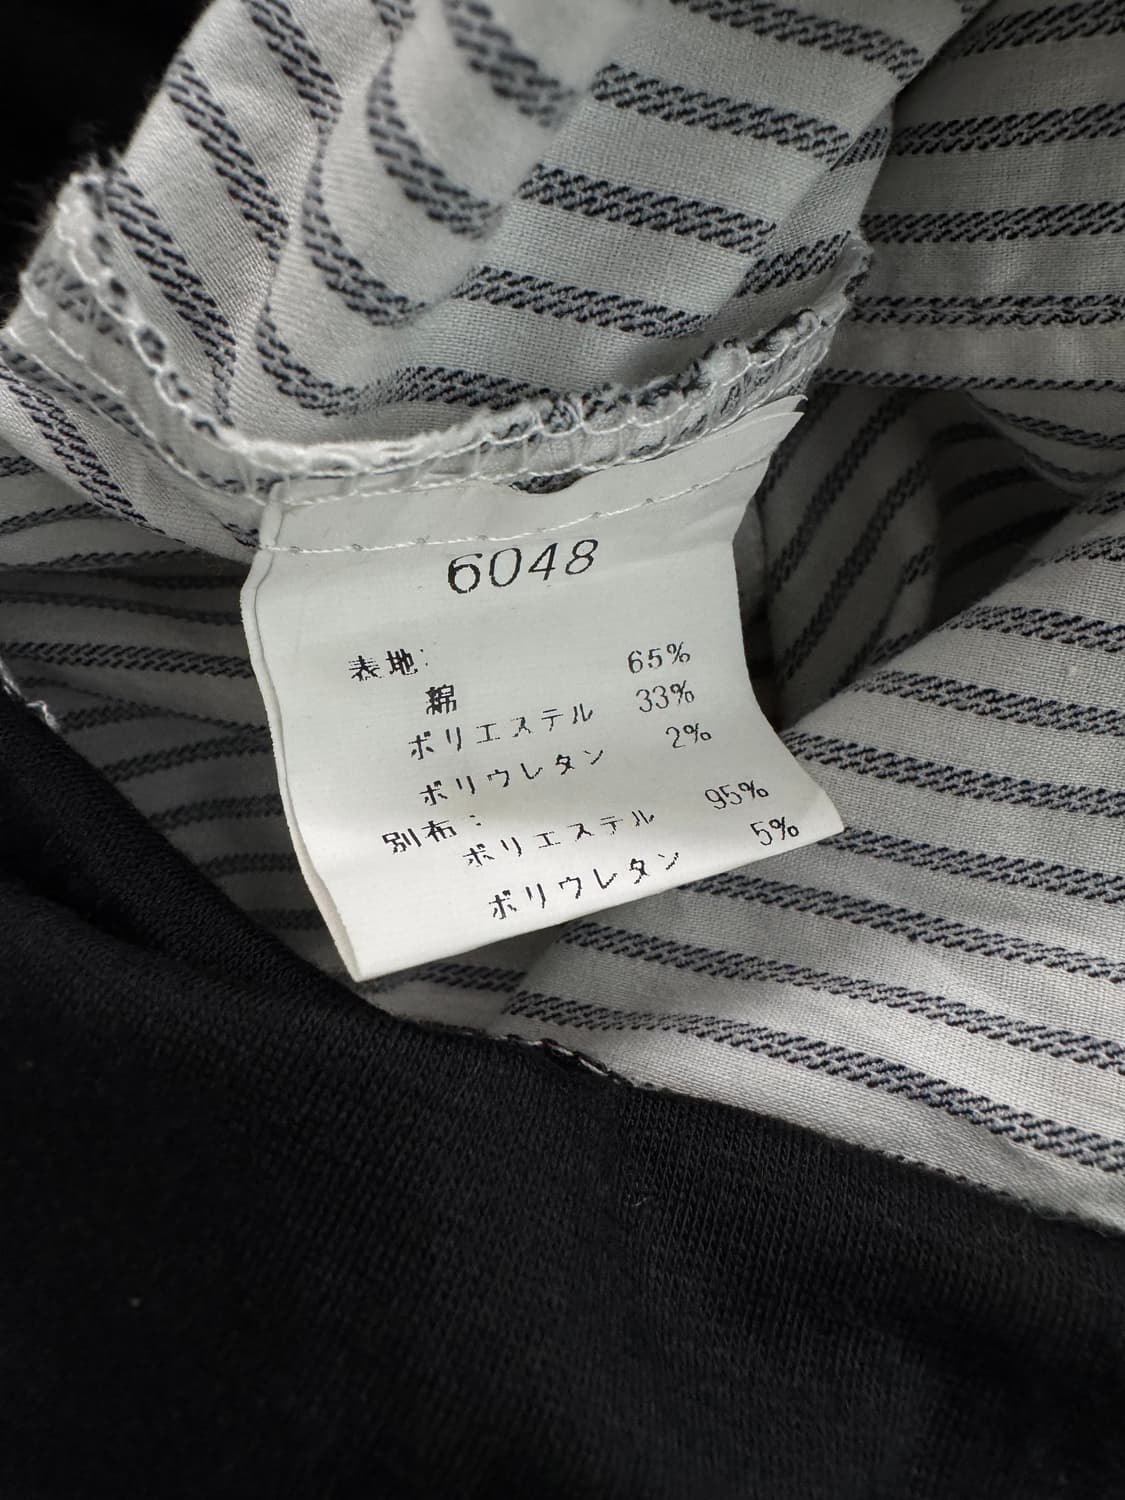 6048
表地:
綿 65%
ポリエステル 33%
ポリウレタン 2%
別布:
ポリエステル 95%
ポリウレタン 5%